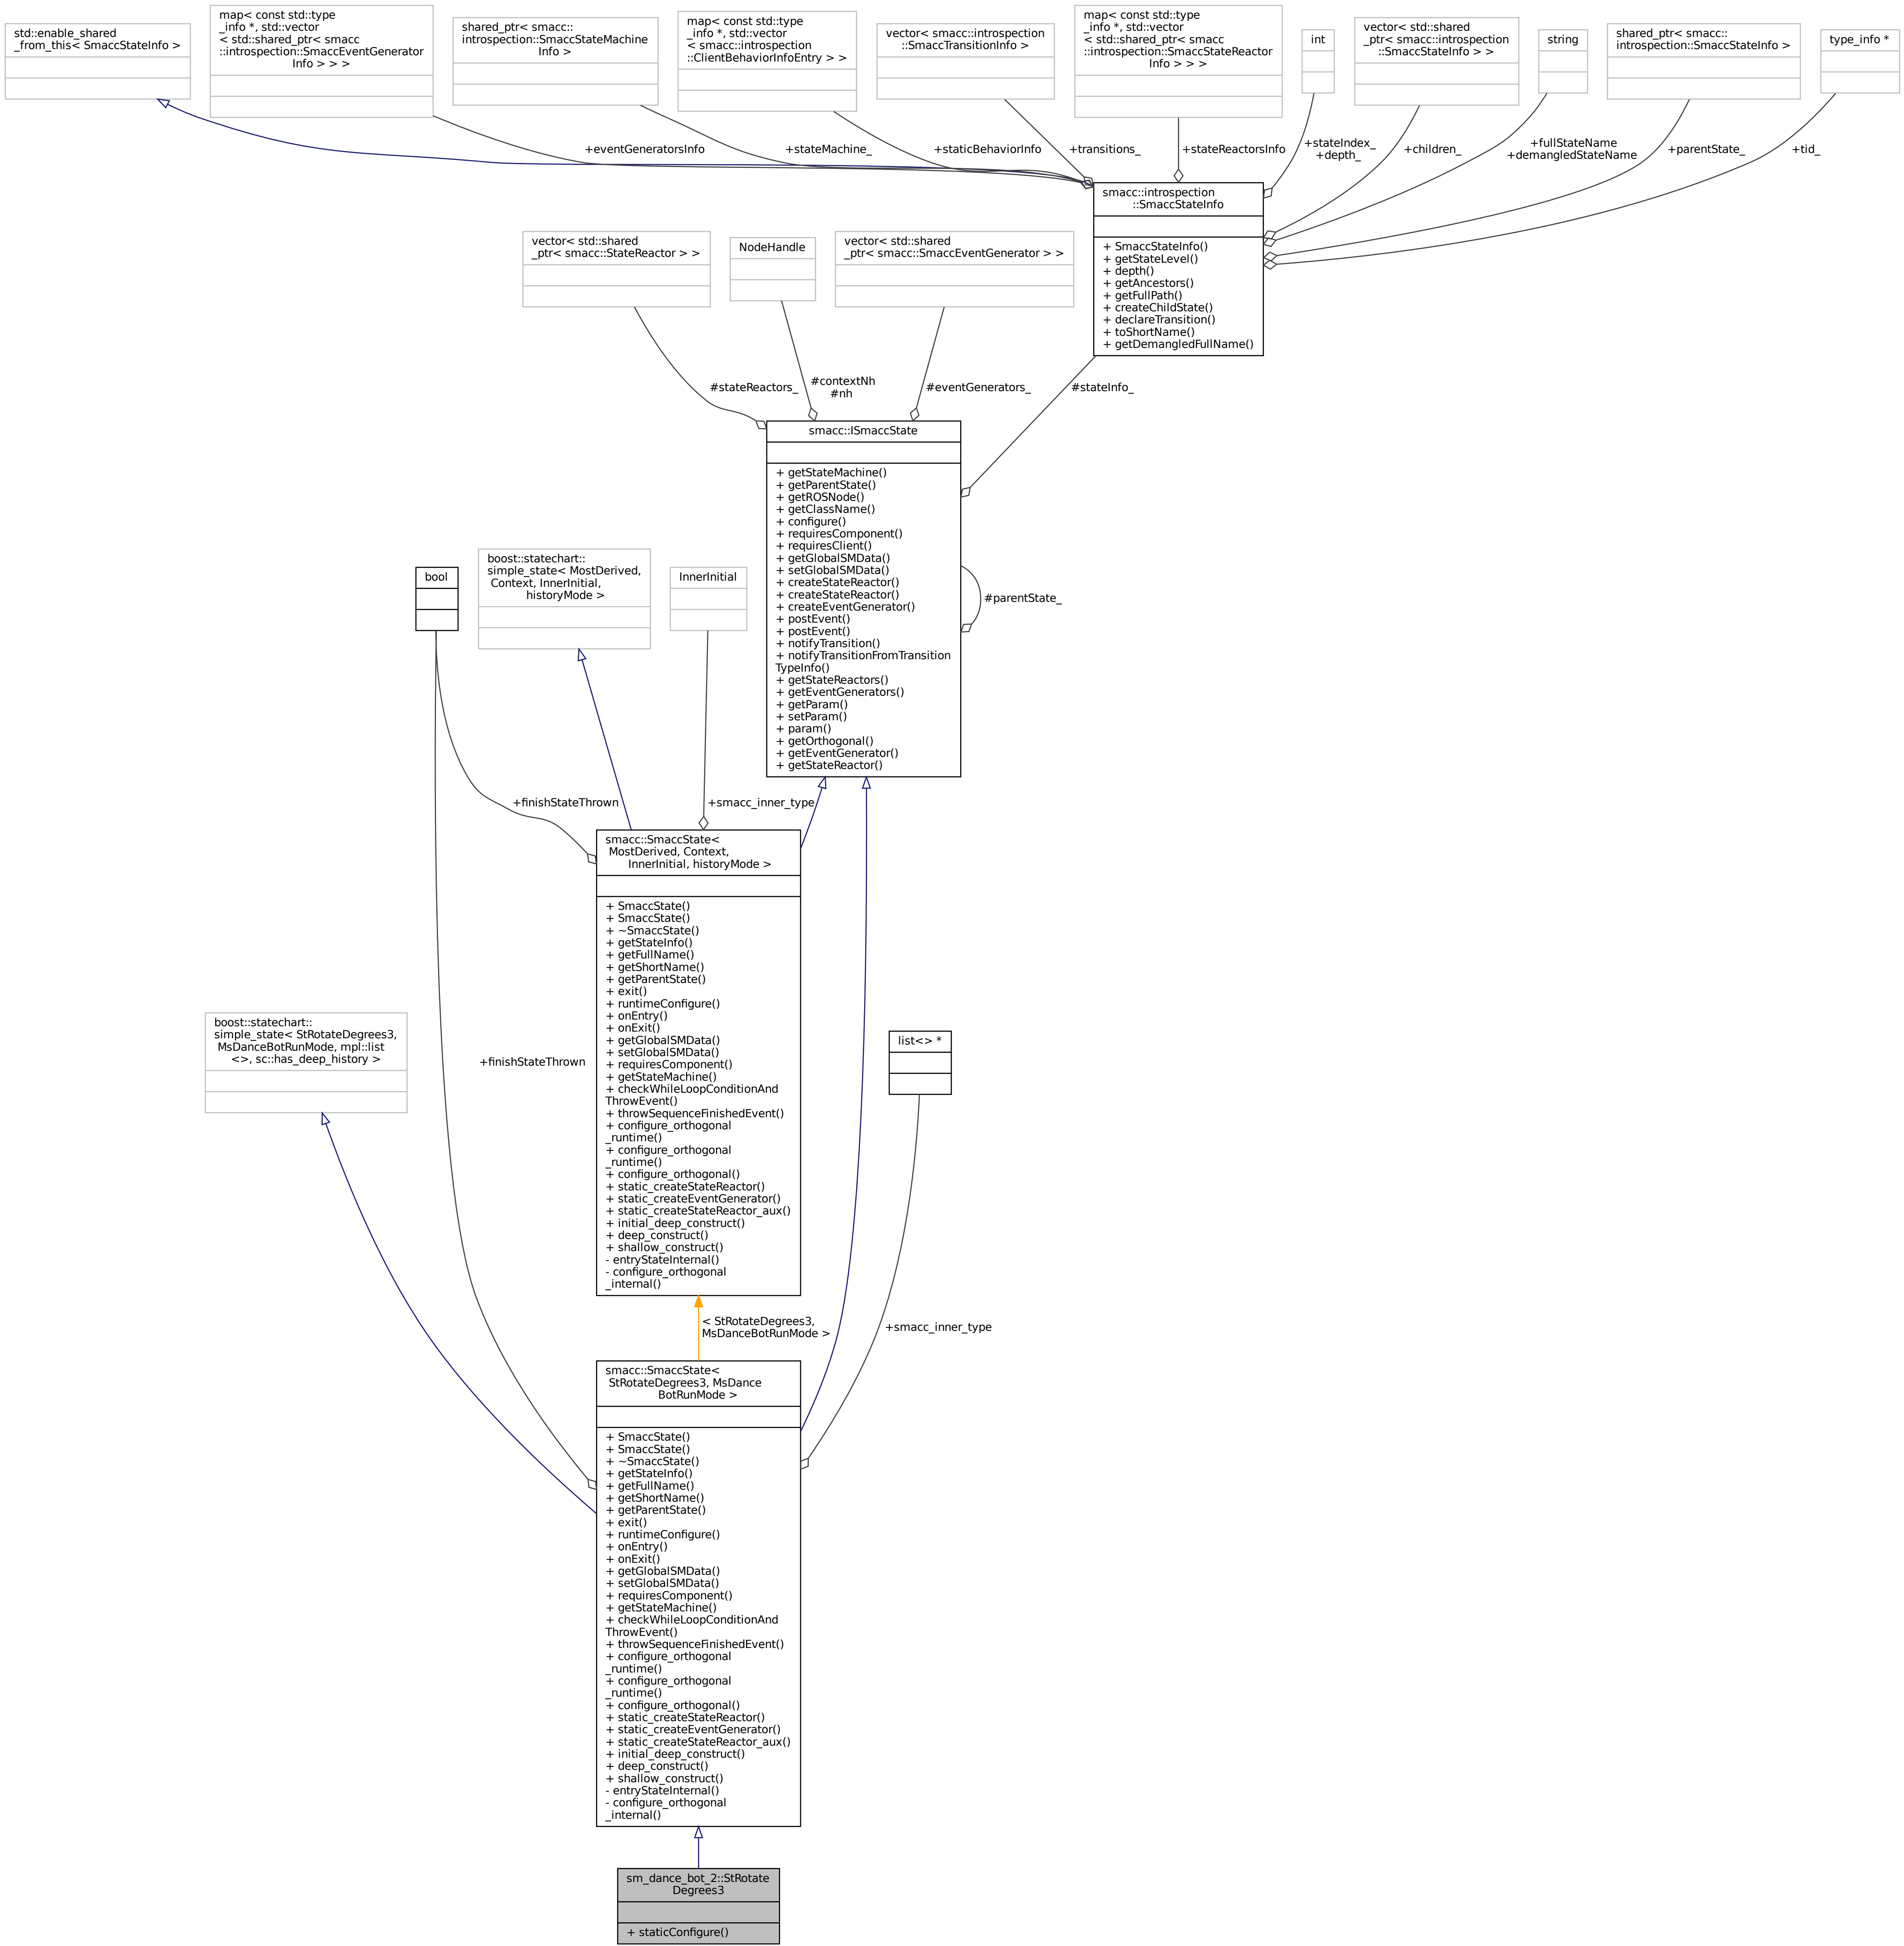 std::enable_shared
_from_this< SmaccStateInfo >
map< const std::type
_info *, std::vector
< std::shared_ptr< smacc
::introspection::SmaccEventGenerator
Info > > >
shared_ptr< smacc::
introspection::SmaccStateMachine
Info >
map< const std::type
_info *, std::vector
< smacc::introspection
::ClientBehaviorInfoEntry > >
vector< smacc::introspection
::SmaccTransitionInfo >
map< const std::type
_info *, std::vector
< std::shared_ptr< smacc
::introspection::SmaccStateReactor
Info > > >
int
vector< std::shared
_ptr< smacc::introspection
::SmaccStateInfo > >
string
shared_ptr< smacc::
introspection::SmaccStateInfo >
type_info *
+eventGeneratorsInfo
+stateMachine_
+staticBehaviorInfo
+transitions_
+stateReactorsInfo
+stateIndex_
+depth_
+children_
+fullStateName
+demangledStateName
+parentState_
+tid_
smacc::introspection
::SmaccStateInfo
+ SmaccStateInfo()
+ getStateLevel()
+ depth()
+ getAncestors()
+ getFullPath()
+ createChildState()
+ declareTransition()
+ toShortName()
+ getDemangledFullName()
vector< std::shared
_ptr< smacc::StateReactor > >
NodeHandle
vector< std::shared
_ptr< smacc::SmaccEventGenerator > >
#stateReactors_
#contextNh
#nh
#eventGenerators_
#stateInfo_
smacc::ISmaccState
+ getStateMachine()
+ getParentState()
+ getROSNode()
+ getClassName()
+ configure()
+ requiresComponent()
+ requiresClient()
+ getGlobalSMData()
+ setGlobalSMData()
+ createStateReactor()
+ createStateReactor()
+ createEventGenerator()
+ postEvent()
+ postEvent()
+ notifyTransition()
+ notifyTransitionFromTransition
TypeInfo()
+ getStateReactors()
+ getEventGenerators()
+ getParam()
+ setParam()
+ param()
+ getOrthogonal()
+ getEventGenerator()
+ getStateReactor()
#parentState_
bool
boost::statechart::
simple_state< MostDerived,
Context, InnerInitial,
historyMode >
InnerInitial
+finishStateThrown
+smacc_inner_type
smacc::SmaccState<
MostDerived, Context,
InnerInitial, historyMode >
+ SmaccState()
+ SmaccState()
+ ~SmaccState()
+ getStateInfo()
+ getFullName()
+ getShortName()
+ getParentState()
+ exit()
+ runtimeConfigure()
+ onEntry()
+ onExit()
+ getGlobalSMData()
+ setGlobalSMData()
+ requiresComponent()
+ getStateMachine()
+ checkWhileLoopConditionAnd
ThrowEvent()
+ throwSequenceFinishedEvent()
+ configure_orthogonal
_runtime()
+ configure_orthogonal
_runtime()
+ configure_orthogonal()
+ static_createStateReactor()
+ static_createEventGenerator()
+ static_createStateReactor_aux()
+ initial_deep_construct()
+ deep_construct()
+ shallow_construct()
- entryStateInternal()
- configure_orthogonal
_internal()
boost::statechart::
simple_state< StRotateDegrees3,
MsDanceBotRunMode, mpl::list
<>, sc::has_deep_history >
+finishStateThrown
list<> *
< StRotateDegrees3,
MsDanceBotRunMode >
+smacc_inner_type
smacc::SmaccState<
StRotateDegrees3, MsDance
BotRunMode >
+ SmaccState()
+ SmaccState()
+ ~SmaccState()
+ getStateInfo()
+ getFullName()
+ getShortName()
+ getParentState()
+ exit()
+ runtimeConfigure()
+ onEntry()
+ onExit()
+ getGlobalSMData()
+ setGlobalSMData()
+ requiresComponent()
+ getStateMachine()
+ checkWhileLoopConditionAnd
ThrowEvent()
+ throwSequenceFinishedEvent()
+ configure_orthogonal
_runtime()
+ configure_orthogonal
_runtime()
+ configure_orthogonal()
+ static_createStateReactor()
+ static_createEventGenerator()
+ static_createStateReactor_aux()
+ initial_deep_construct()
+ deep_construct()
+ shallow_construct()
- entryStateInternal()
- configure_orthogonal
_internal()
sm_dance_bot_2::StRotate
Degrees3
+ staticConfigure()